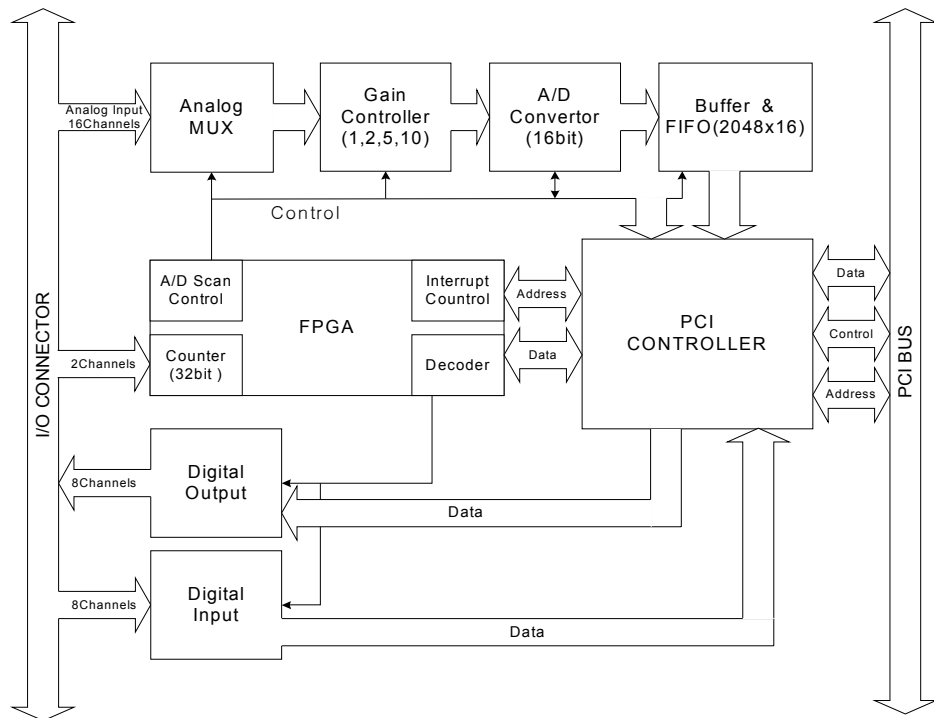 Analog Input
16Channels
Analog
MUX
Gain
Controller
(1,2,5,10)
A/D
Convertor
(16bit)
Buffer &
FIFO(2048x16)
Control
A/D Scan
Control
FPGA
Interrupt
Countrol
Counter
(32bit )
Decoder
2Channels
Address
Data
PCI
CONTROLLER
Data
Control
Address
I/O CONNECTOR
PCI BUS
8Channels
Digital
Output
Data
8Channels
Digital
Input
Data